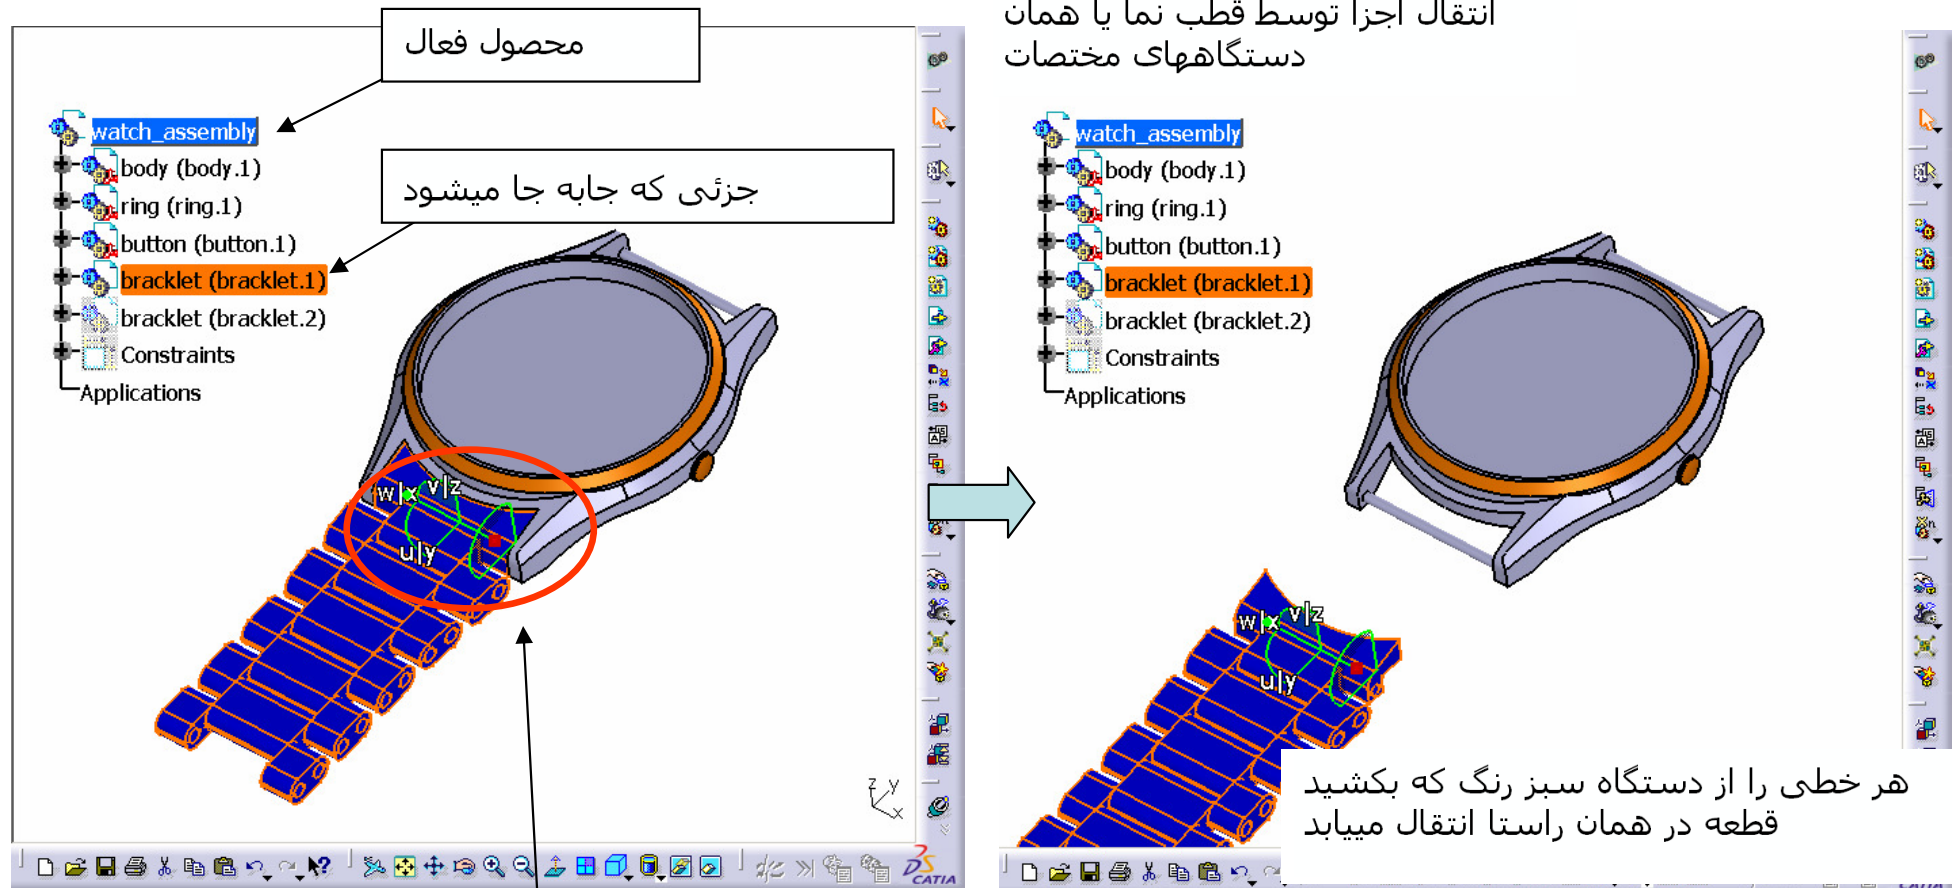 محصول فعال
watch_assembly
body (body.1)
جزئی که جابه جا میشود
ring (ring.1)
button (button.1)
bracklet (bracklet.1)
bracklet (bracklet.2)
Constraints
Applications
w|x v|z
u|y
z y
x
CATIA
انتقال اجزا توسط قطب نما یا همان
دستگاههای مختصات
watch_assembly
body (body.1)
ring (ring.1)
button (button.1)
bracklet (bracklet.1)
bracklet (bracklet.2)
Constraints
Applications
w|x v|z
u|y
هر خطی را از دستگاه سبز رنگ که بکشید
قطعه در همان راستا انتقال مییابد